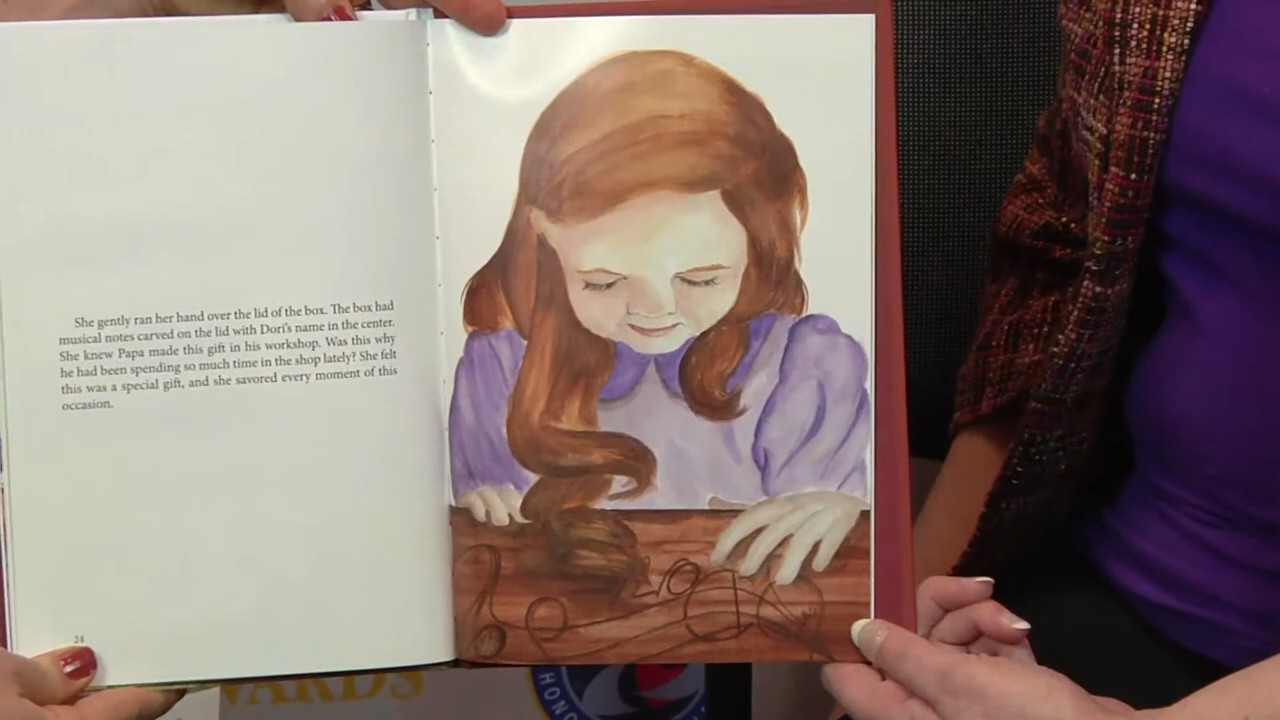 She gently ran her hand over the lid of the box. The box had
musical notes carved on the lid with Dori's name in the center.
She knew Papa made this gift in his workshop. Was this why
he had been spending so much time in the shop lately? She felt
this was a special gift, and she savored every moment of this
occasion.
24
WARDS
HONO